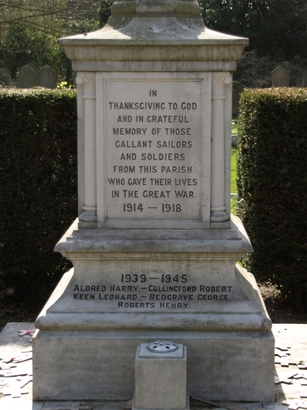 IN
THANKSGIVING TO GOD
AND IN GRATEFUL
MEMORY OF THOSE
GALLANT SAILORS
AND SOLDIERS
FROM THIS PARISH
WHO GAVE THEIR LIVES
IN THE GREAT WAR.
1914 — 1918
1939 — 1945
ALDRED HARRY — CULLINGFORD ROBERT.
KEEN LEONARD — REDGRAVE GEORGE
ROBERTS HENRY.